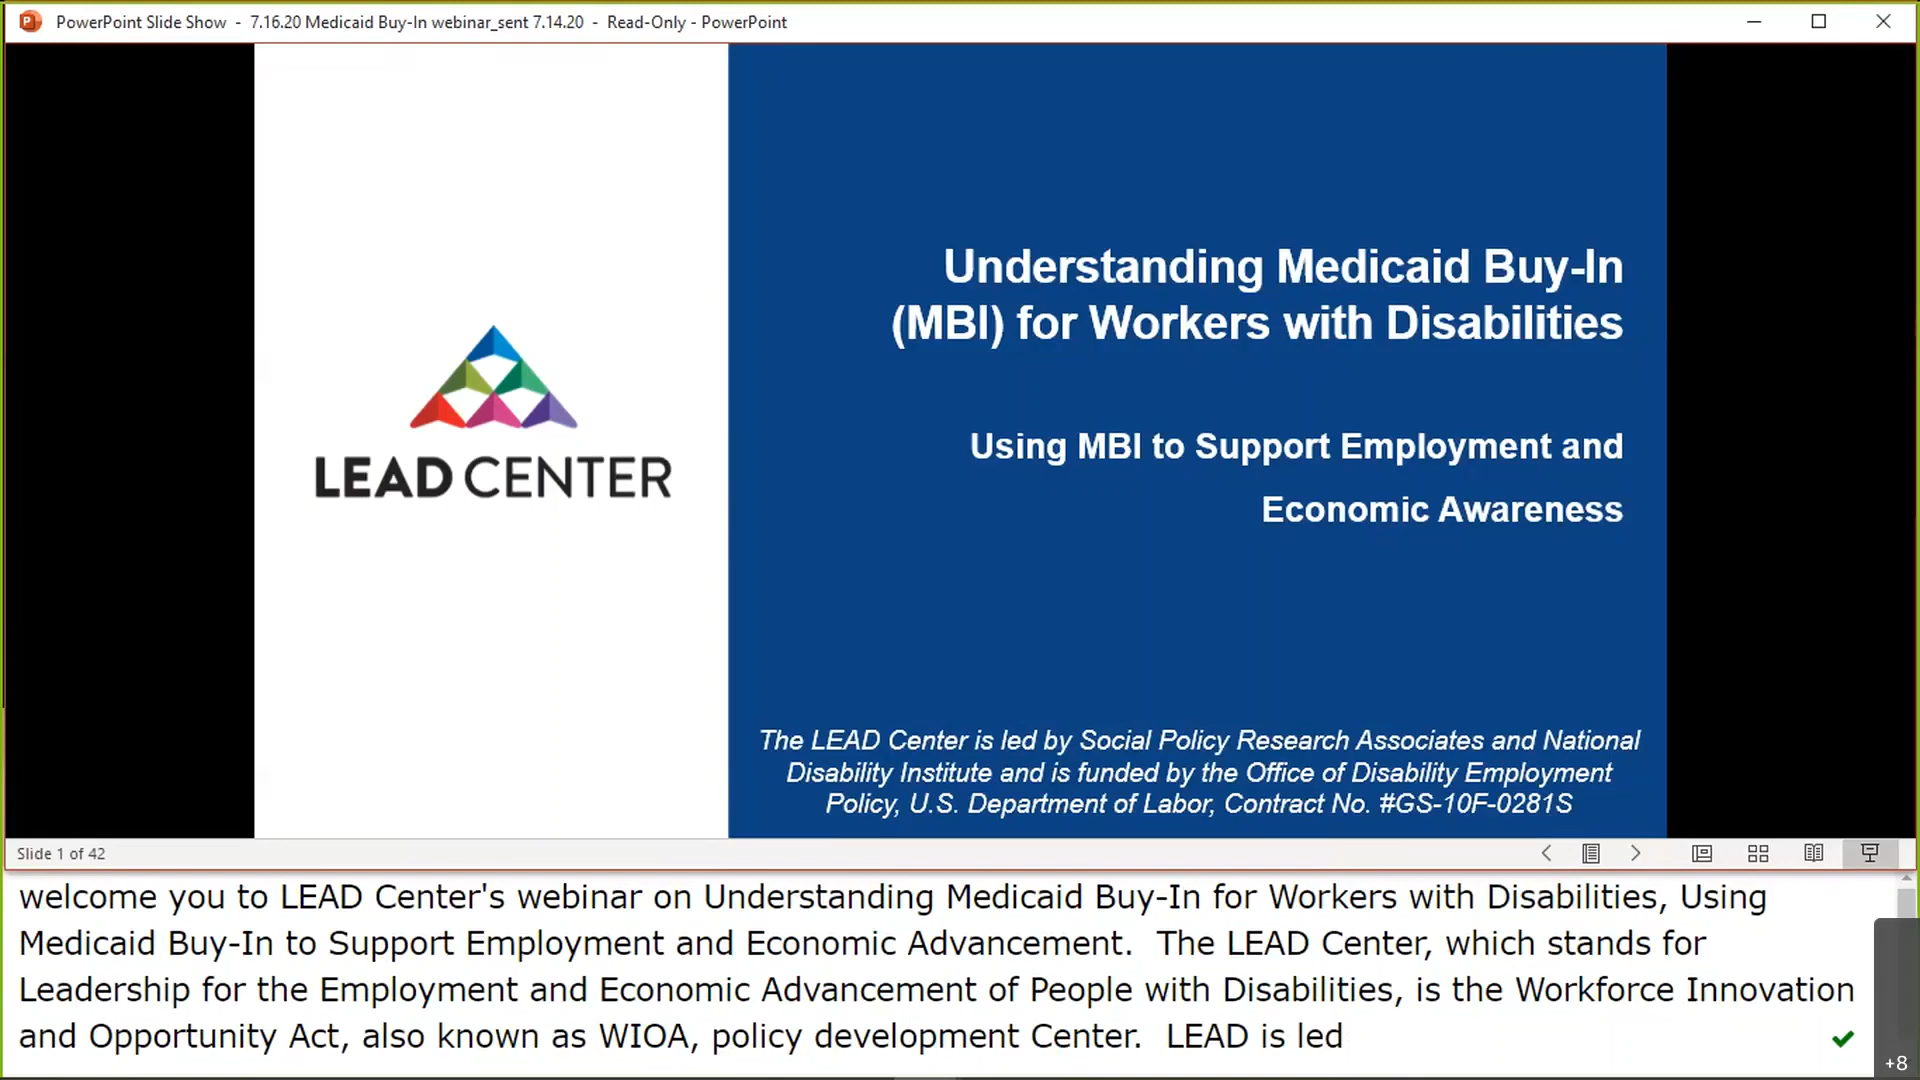 PowerPoint Slide Show - 7.16.20 Medicaid Buy-In webinar_sent 7.14.20 - Read-Only - PowerPoint
LEAD CENTER
Understanding Medicaid Buy-In
(MBI) for Workers with Disabilities
Using MBI to Support Employment and
Economic Awareness
The LEAD Center is led by Social Policy Research Associates and National
Disability Institute and is funded by the Office of Disability Employment
Policy, U.S. Department of Labor, Contract No. #GS-10F-0281S
Slide 1 of 42
welcome you to LEAD Center's webinar on Understanding Medicaid Buy-In for Workers with Disabilities, Using
Medicaid Buy-In to Support Employment and Economic Advancement.  The LEAD Center, which stands for
Leadership for the Employment and Economic Advancement of People with Disabilities, is the Workforce Innovation
and Opportunity Act, also known as WIOA, policy development Center.  LEAD is led
+8